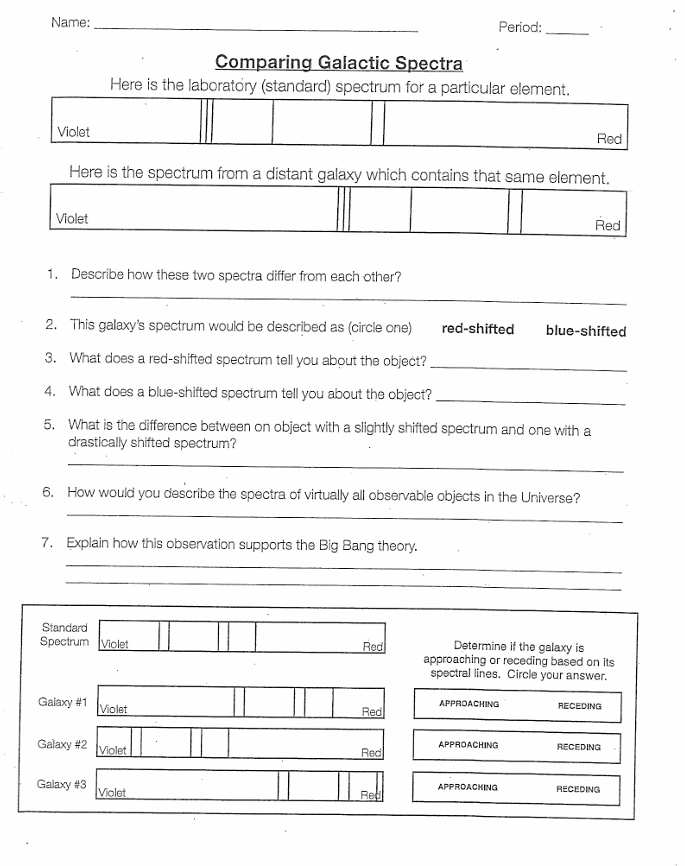 Name: ____________ Period: ______
Comparing Galactic Spectra
Here is the laboratory (standard) spectrum for a particular element.
Violet Red
Here is the spectrum from a distant galaxy which contains that same element.
Violet Red
1. Describe how these two spectra differ from each other?
2. This galaxy's spectrum would be described as (circle one) red-shifted blue-shifted
3. What does a red-shifted spectrum tell you about the object?
4. What does a blue-shifted spectrum tell you about the object?
5. What is the difference between on object with a slightly shifted spectrum and one with a
drastically shifted spectrum?
6. How would you describe the spectra of virtually all observable objects in the Universe?
7. Explain how this observation supports the Big Bang theory.
Standard
Spectrum
Violet Red
Determine if the galaxy is
approaching or receding based on its
spectral lines. Circle your answer.
Galaxy #1 Violet Red APPROACHING RECEDING
Galaxy #2 Violet Red APPROACHING RECEDING
Galaxy #3 Violet Red APPROACHING RECEDING